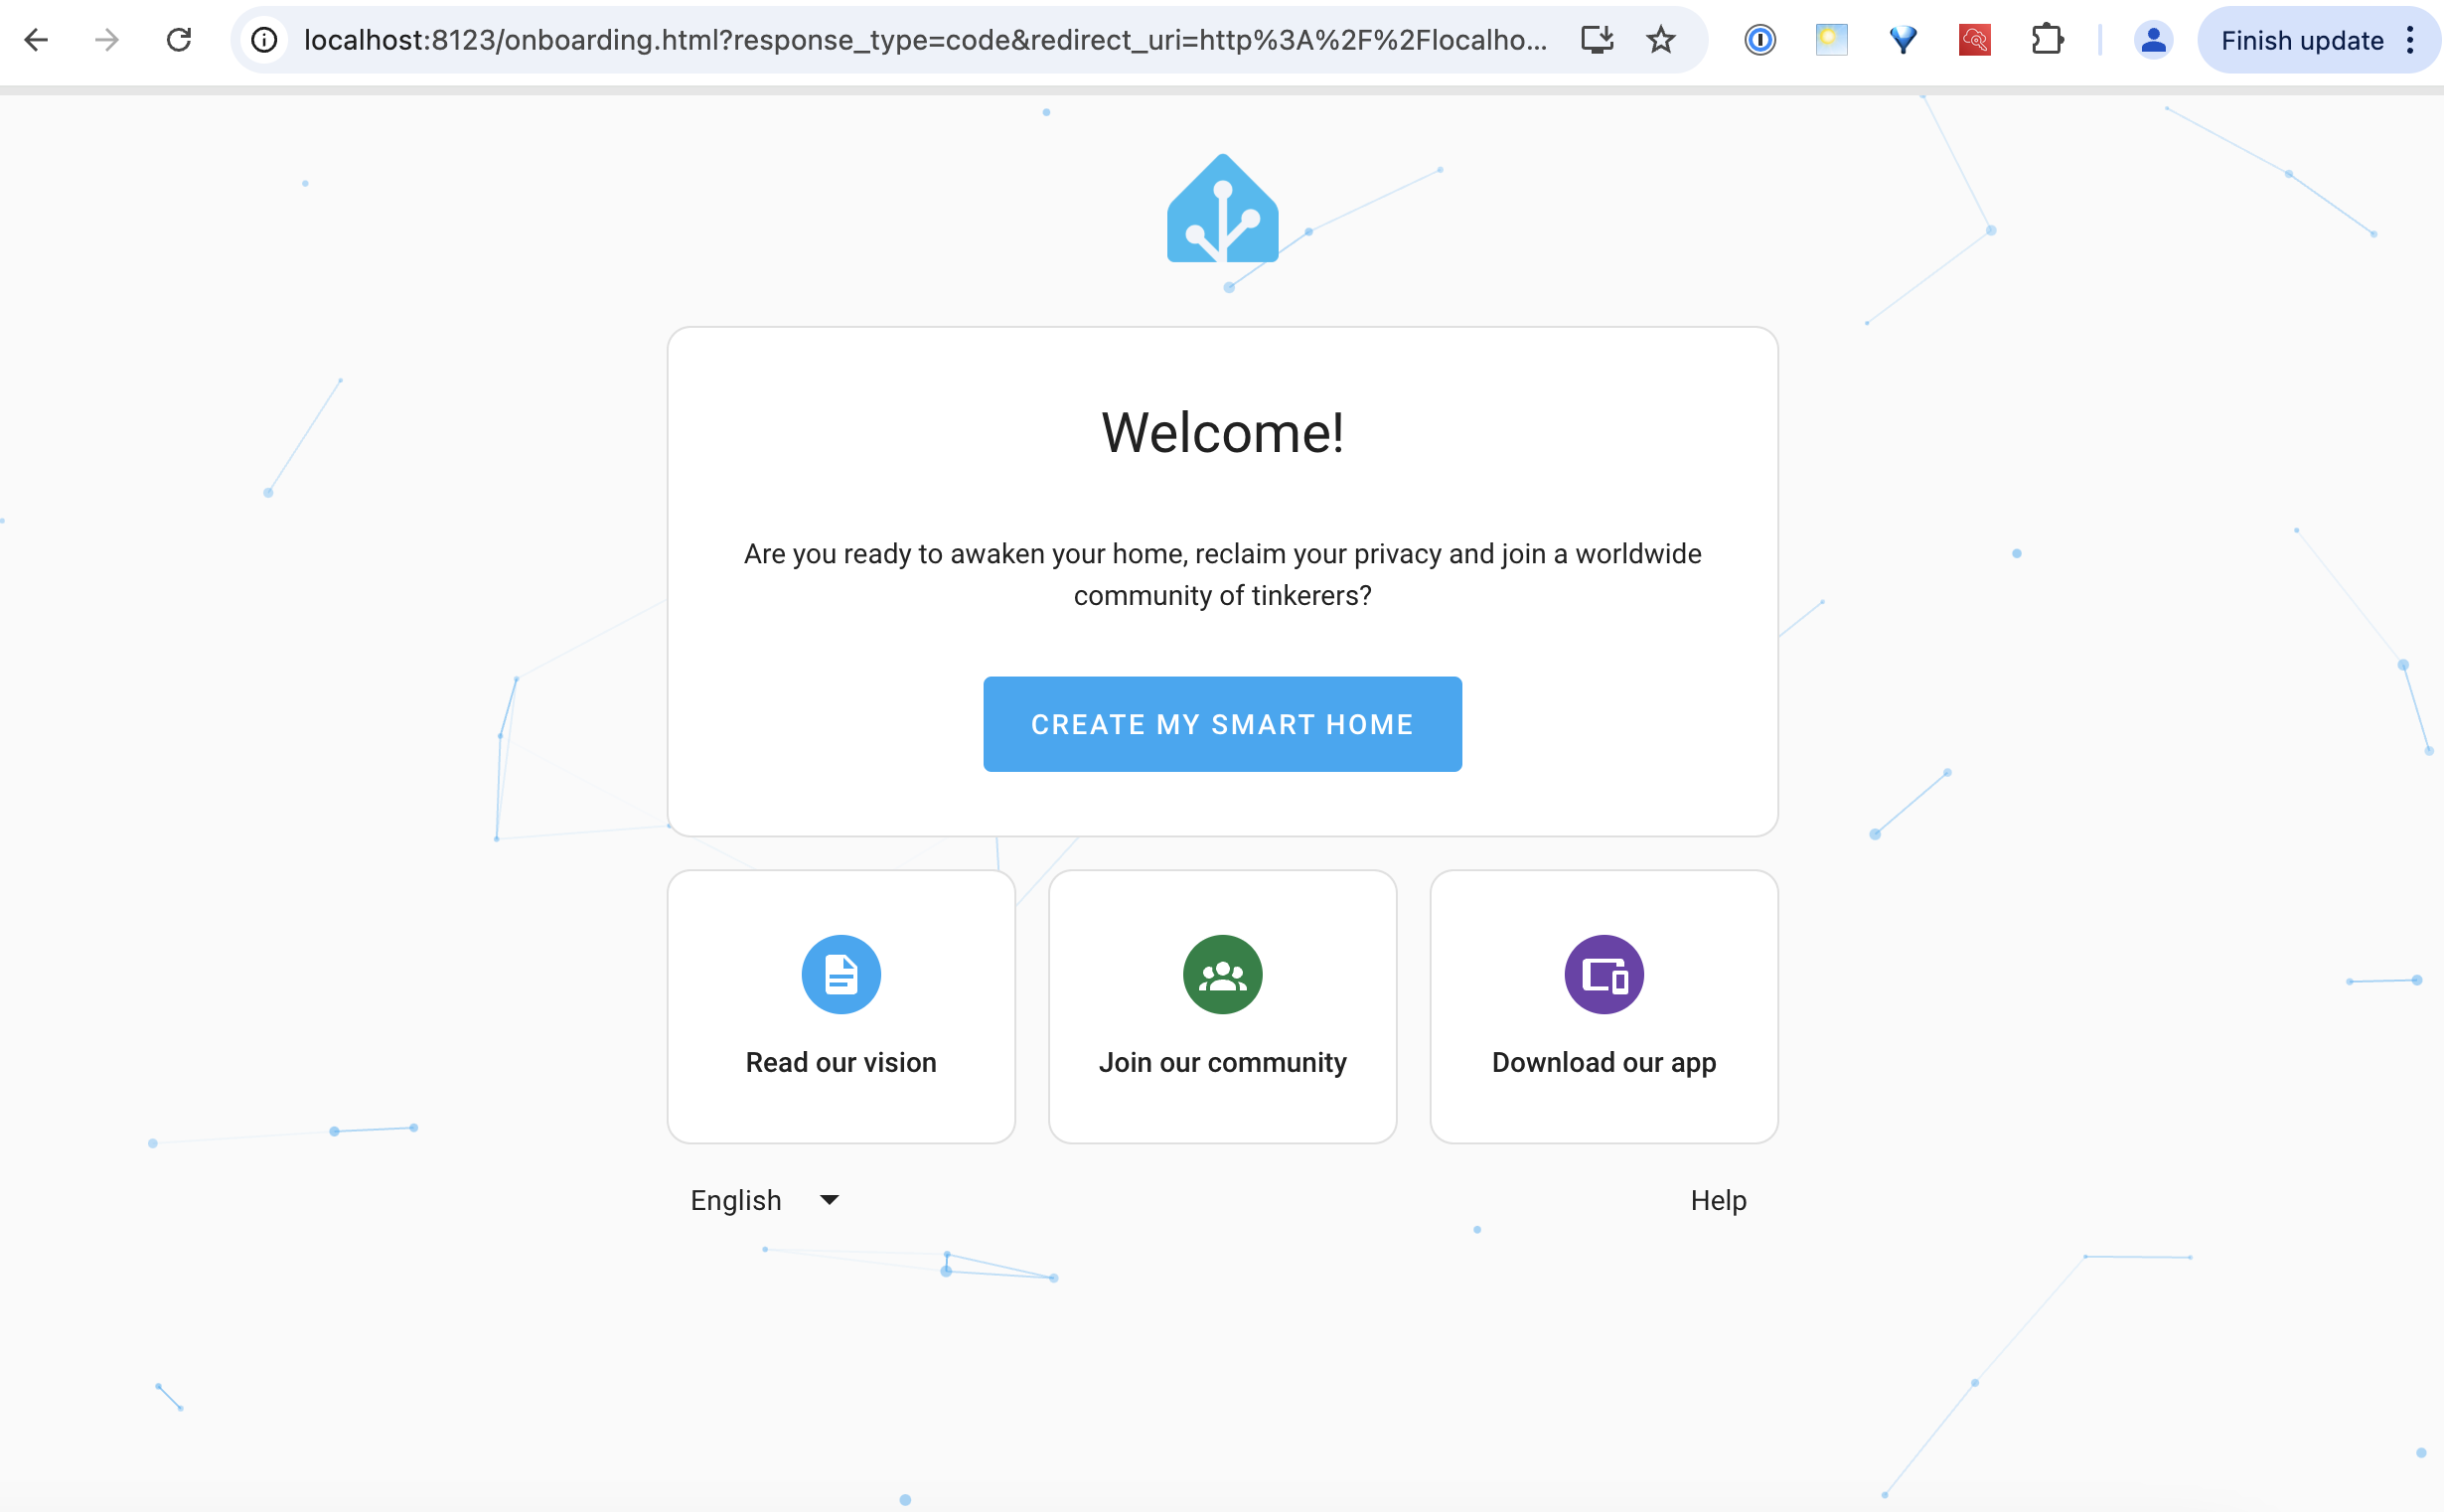 localhost:8123/onboarding.html?response_type=code&redirect_uri=http%3A%2F%2Flocalho...
Finish update
Welcome!
Are you ready to awaken your home, reclaim your privacy and join a worldwide
community of tinkerers?
CREATE MY SMART HOME
Read our vision
Join our community
Download our app
English
Help